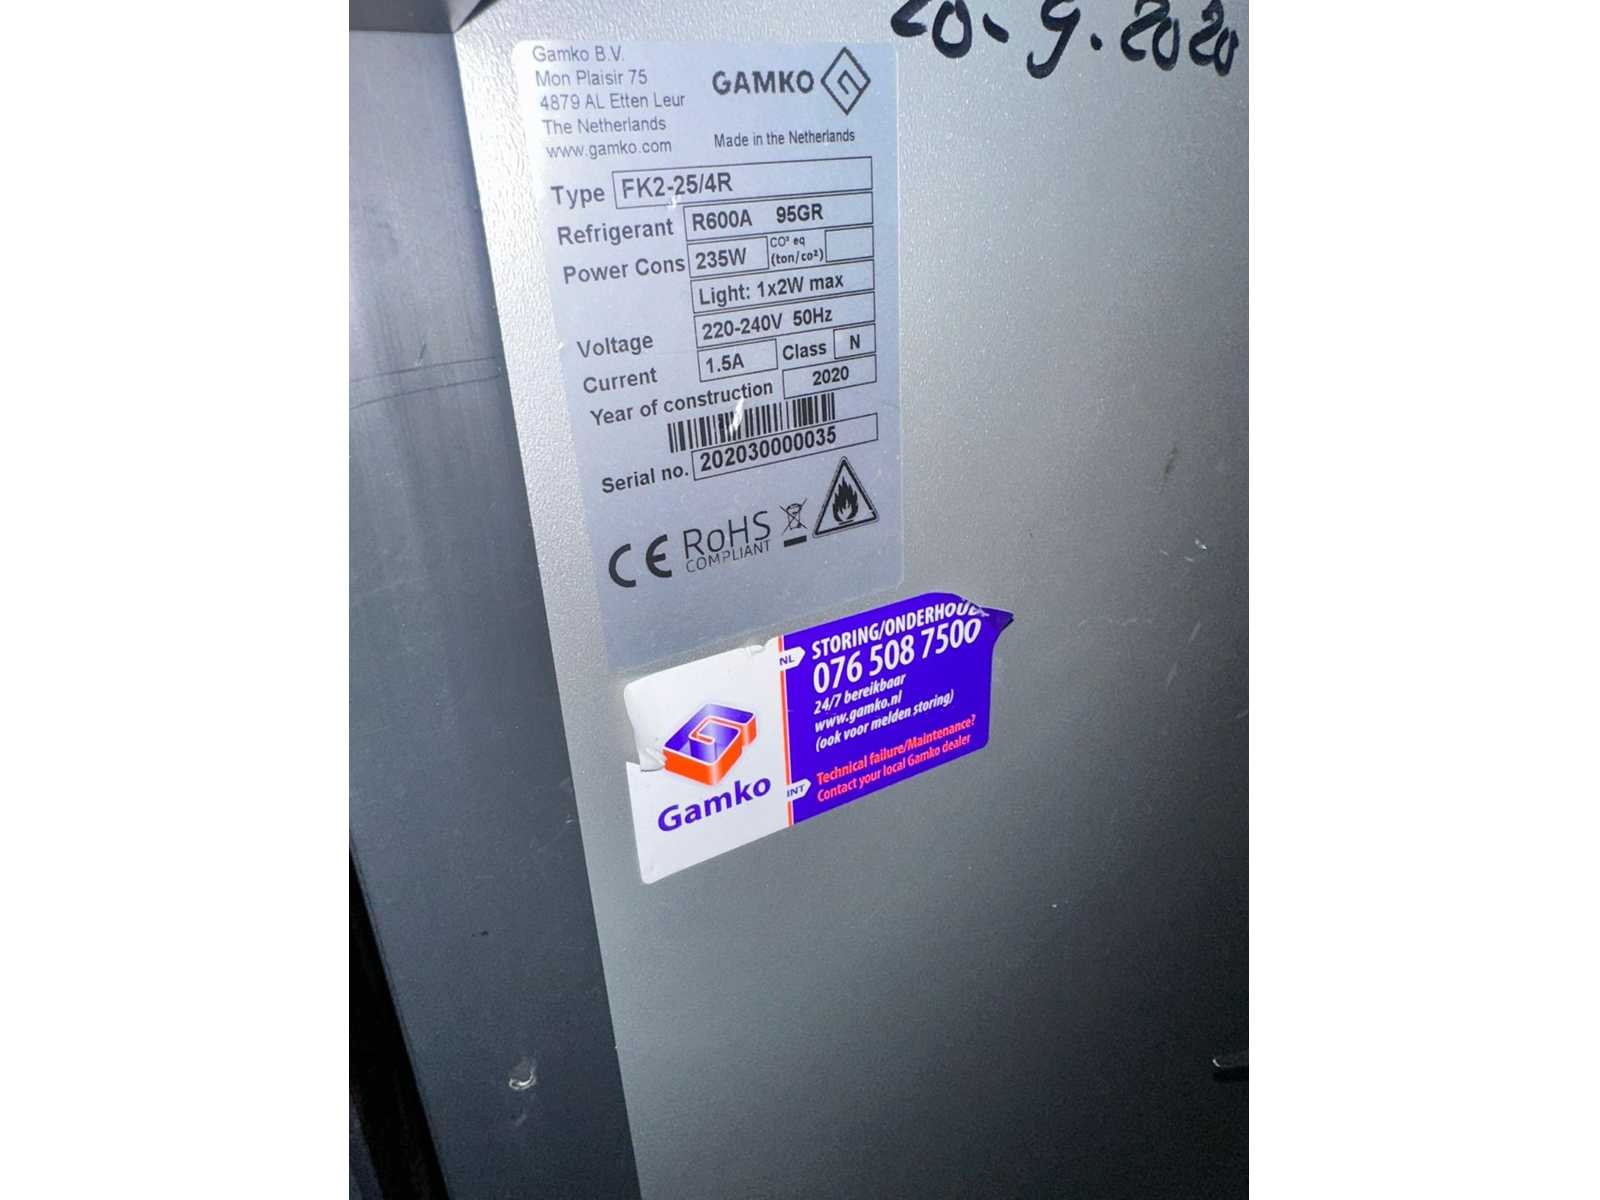 20-9.2020
Gamko B.V.
Mon Plaisir 75
4879 AL Etten Leur
The Netherlands
www.gamko.com
GAMKO
Made in the Netherlands
Type FK2-25/4R
Refrigerant R600A 95GR
Power Cons 235W CO² eq (ton/co²)
Light: 1x2W max
Voltage 220-240V 50Hz
Current 1.5A Class N
Year of construction 2020
Serial no. 202030000035
CE RoHS
COMPLIANT
NL STORING/ONDERHOUD
076 508 7500
24/7 bereikbaar
www.gamko.nl
(ook voor melden storing)
INT Technical failure/Maintenance?
Contact your local Gamko dealer
Gamko